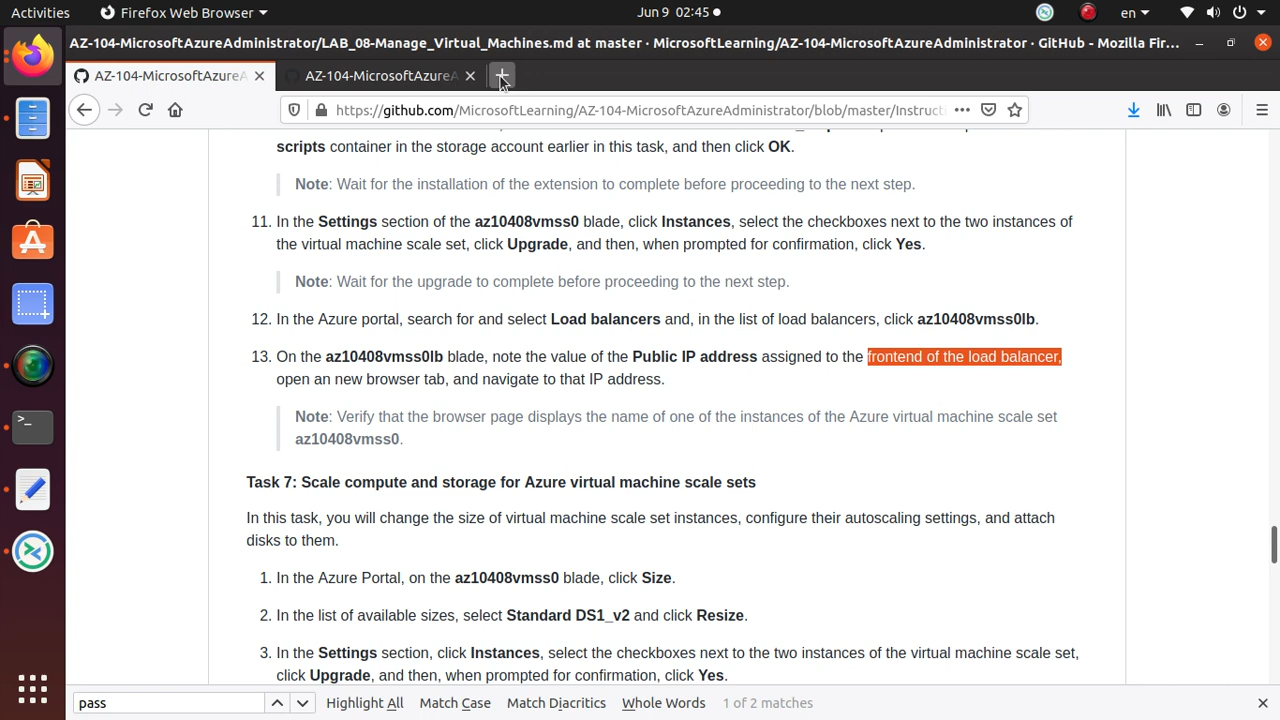 Activities Firefox Web Browser Jun 9 02:45 en
AZ-104-MicrosoftAzureAdministrator/LAB_08-Manage_Virtual_Machines.md at master · MicrosoftLearning/AZ-104-MicrosoftAzureAdministrator · GitHub - Mozilla Fir...
AZ-104-MicrosoftAzureA AZ-104-MicrosoftAzureA
https://github.com/MicrosoftLearning/AZ-104-MicrosoftAzureAdministrator/blob/master/Instructi
scripts container in the storage account earlier in this task, and then click OK.
Note: Wait for the installation of the extension to complete before proceeding to the next step.
11. In the Settings section of the az10408vmss0 blade, click Instances, select the checkboxes next to the two instances of
the virtual machine scale set, click Upgrade, and then, when prompted for confirmation, click Yes.
Note: Wait for the upgrade to complete before proceeding to the next step.
12. In the Azure portal, search for and select Load balancers and, in the list of load balancers, click az10408vmss0lb.
13. On the az10408vmss0lb blade, note the value of the Public IP address assigned to the frontend of the load balancer,
open an new browser tab, and navigate to that IP address.
Note: Verify that the browser page displays the name of one of the instances of the Azure virtual machine scale set
az10408vmss0.
Task 7: Scale compute and storage for Azure virtual machine scale sets
In this task, you will change the size of virtual machine scale set instances, configure their autoscaling settings, and attach
disks to them.
1. In the Azure Portal, on the az10408vmss0 blade, click Size.
2. In the list of available sizes, select Standard DS1_v2 and click Resize.
3. In the Settings section, click Instances, select the checkboxes next to the two instances of the virtual machine scale set,
click Upgrade, and then, when prompted for confirmation, click Yes.
pass Highlight All Match Case Match Diacritics Whole Words 1 of 2 matches